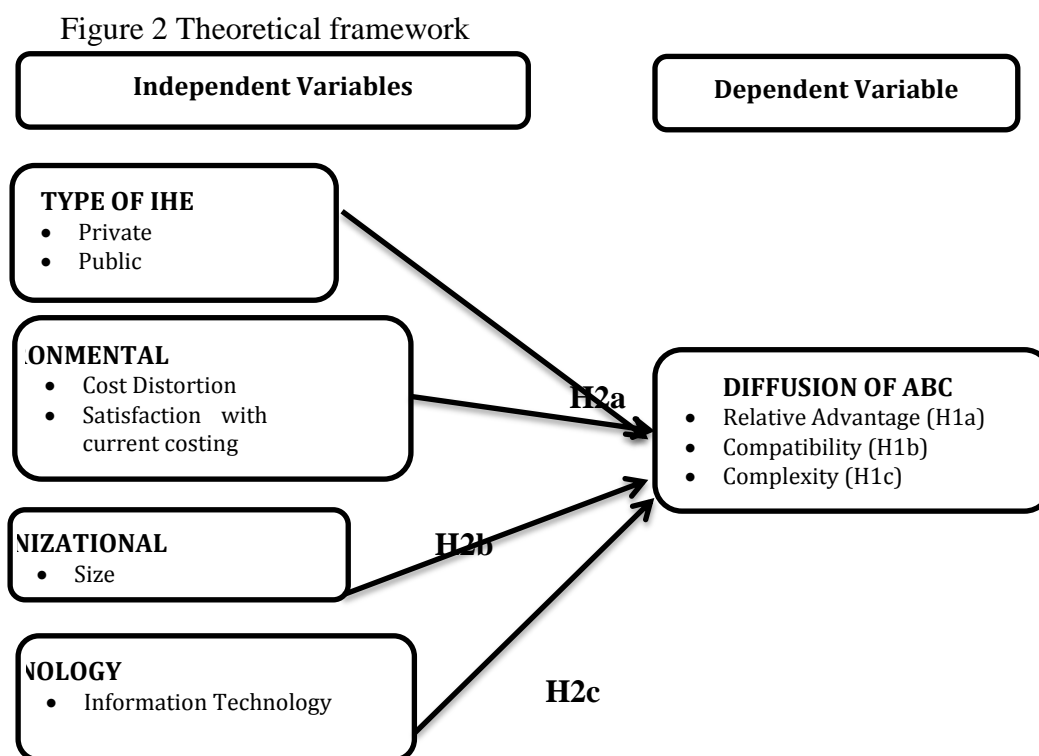 Figure 2 Theoretical framework
Independent Variables
Dependent Variable
TYPE OF IHE
• Private
• Public
RONMENTAL
• Cost Distortion
• Satisfaction with
current costing
H2a
DIFFUSION OF ABC
• Relative Advantage (H1a)
• Compatibility (H1b)
• Complexity (H1c)
NIZATIONAL
• Size
H2b
NOLOGY
• Information Technology
H2c